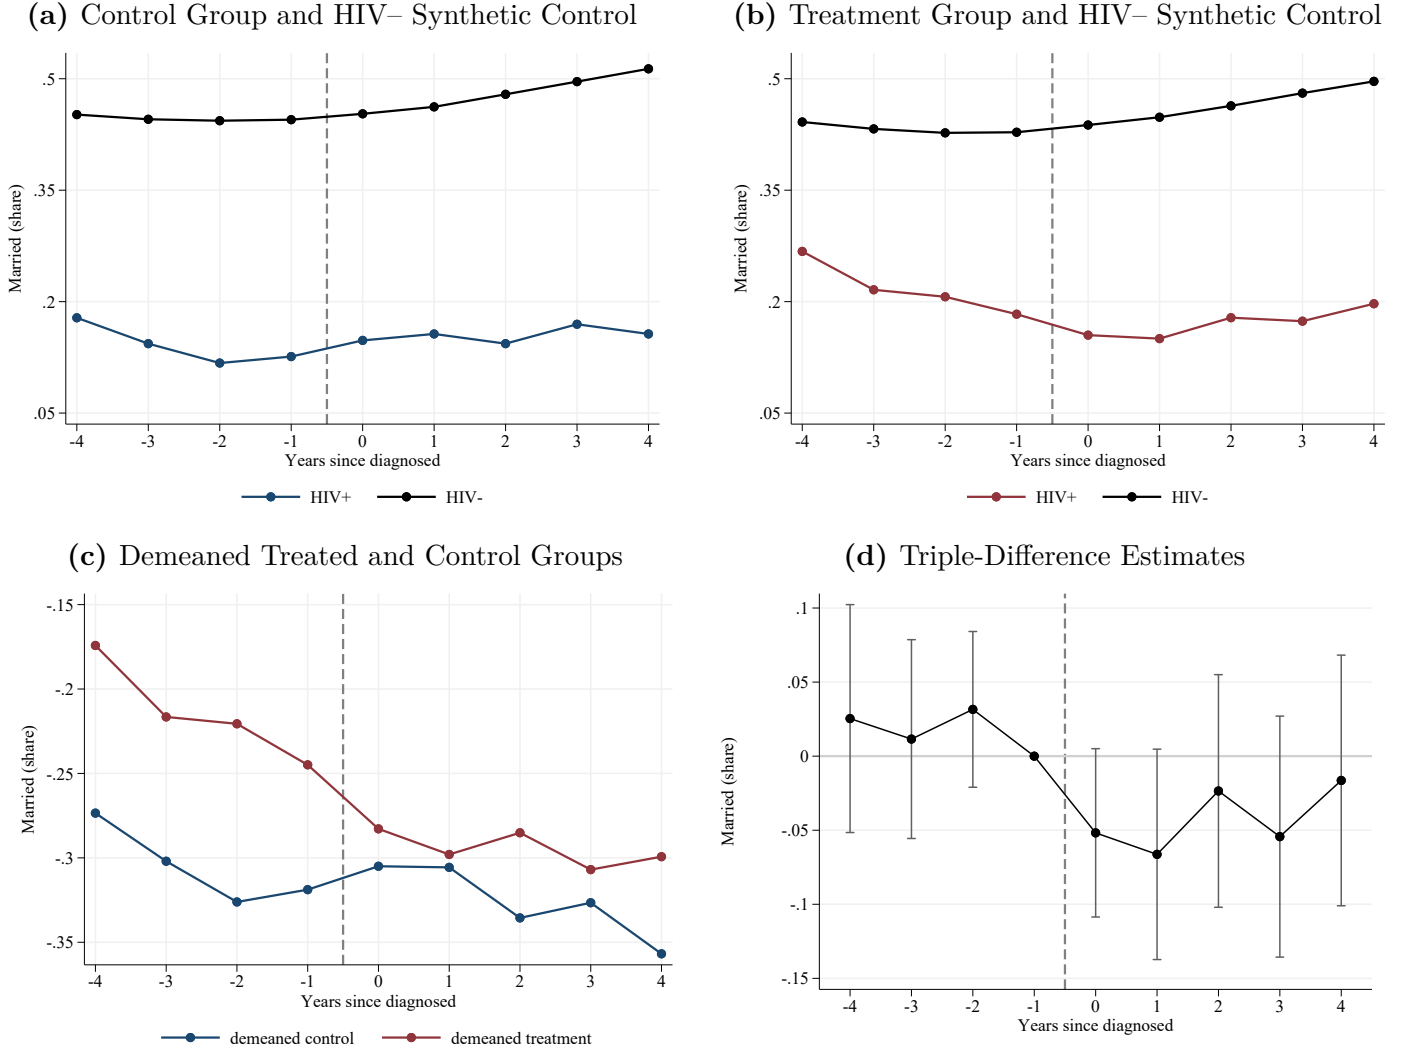 (a) Control Group and HIV– Synthetic Control
.5
.35
.2
.05
Married (share)
-4 -3 -2 -1 0 1 2 3 4
Years since diagnosed
HIV+ HIV-
(b) Treatment Group and HIV– Synthetic Control
.5
.35
.2
.05
Married (share)
-4 -3 -2 -1 0 1 2 3 4
Years since diagnosed
HIV+ HIV-
(c) Demeaned Treated and Control Groups
-.15
-.2
-.25
-.3
-.35
Married (share)
-4 -3 -2 -1 0 1 2 3 4
Years since diagnosed
demeaned control demeaned treatment
(d) Triple-Difference Estimates
.1
.05
0
-.05
-.1
-.15
Married (share)
-4 -3 -2 -1 0 1 2 3 4
Years since diagnosed